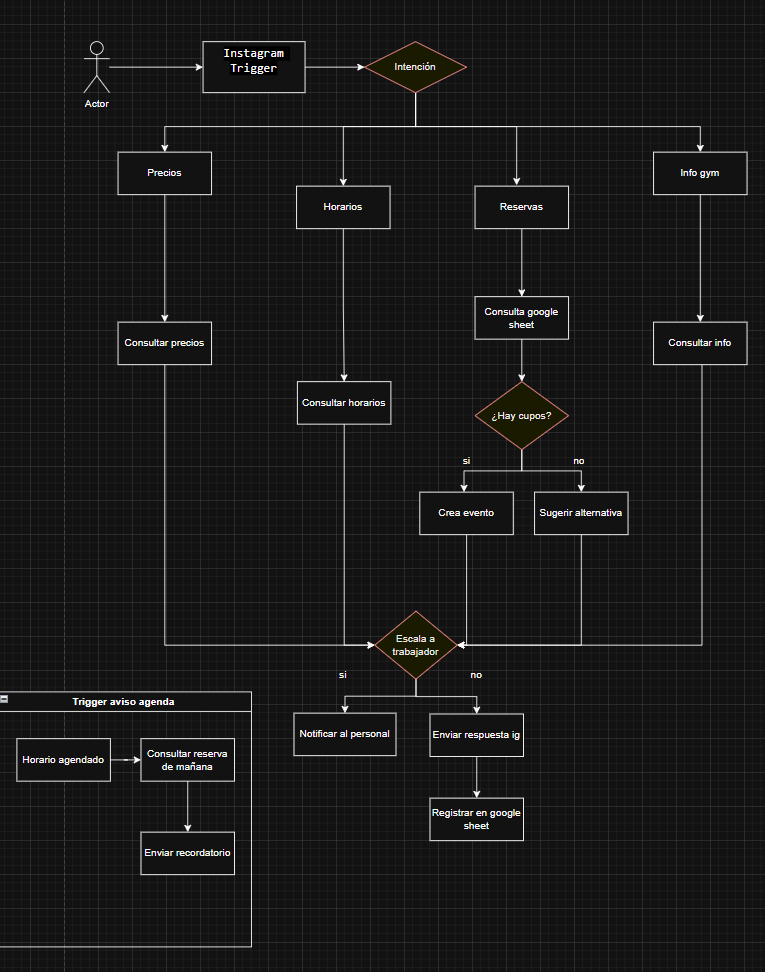 Instagram
Trigger
Intención
Actor
Precios
Info gym
Horarios
Reservas
Consulta google
sheet
Consultar precios
Consultar info
Consultar horarios
¿Hay cupos?
si
no
Crea evento
Sugerir alternativa
Escala a
trabajador
si
no
Notificar al personal
Enviar respuesta ig
Registrar en google
sheet
Trigger aviso agenda
Horario agendado
Consultar reserva
de mañana
Enviar recordatorio